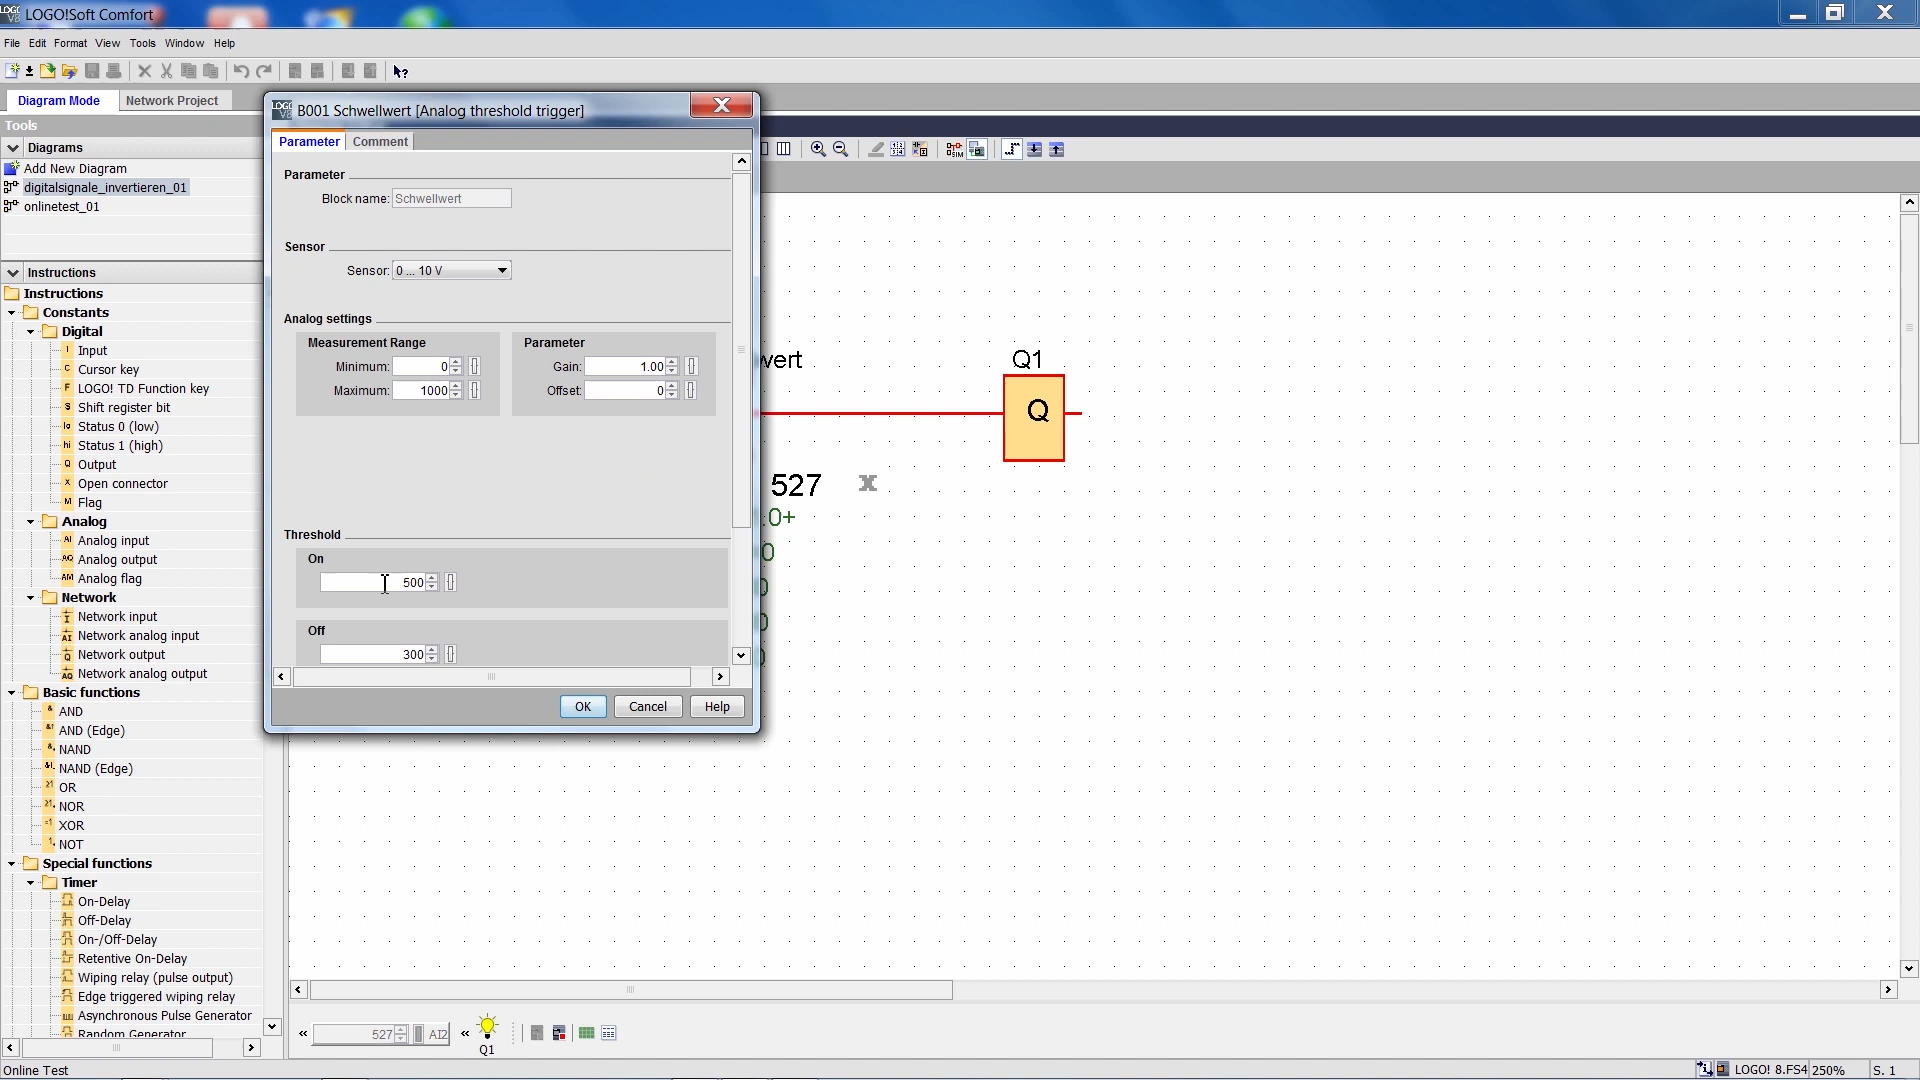 LOGO!Soft Comfort
File Edit Format View Tools Window Help
Diagram Mode Network Project
Tools
Diagrams
Add New Diagram
digitalsignale_invertieren_01
onlinetest_01
Instructions
Instructions
Constants
Digital
Input
Cursor key
LOGO! TD Function key
Shift register bit
Status 0 (low)
Status 1 (high)
Output
Open connector
Flag
Analog
Analog input
Analog output
Analog flag
Network
Network input
Network analog input
Network output
Network analog output
Basic functions
AND
AND (Edge)
NAND
NAND (Edge)
OR
NOR
XOR
NOT
Special functions
Timer
On-Delay
Off-Delay
On-/Off-Delay
Retentive On-Delay
Wiping relay (pulse output)
Edge triggered wiping relay
Asynchronous Pulse Generator
Random Generator
B001 Schwellwert [Analog threshold trigger]
Parameter Comment
Parameter
Block name: Schwellwert
Sensor
Sensor: 0 ... 10 V
Analog settings
Measurement Range
Minimum: 0
Maximum: 1000
Parameter
Gain: 1.00
Offset: 0
Threshold
On
500
Off
300
OK Cancel Help
wert
Q1
Q
527 x
.0+
0
527 AI2
Q1
Online Test
LOGO! 8.FS4 250% S. 1